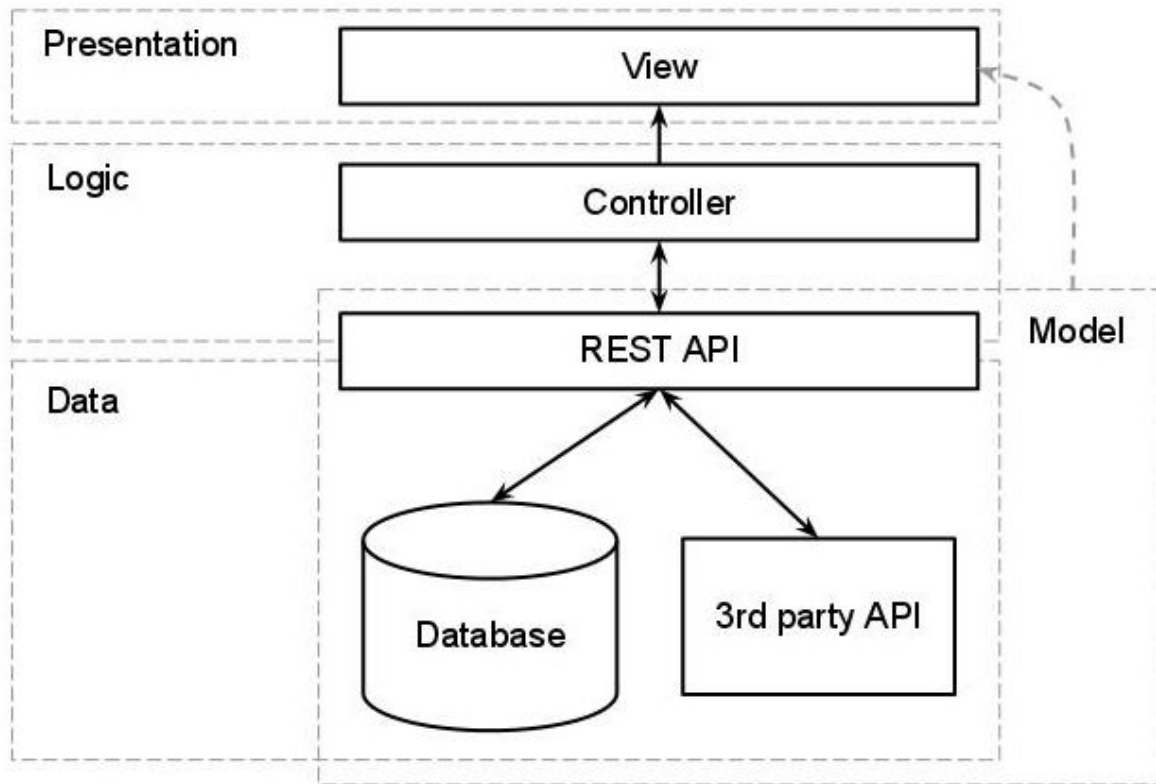 Presentation
View
Logic
Controller
REST API
Model
Data
Database
3rd party API